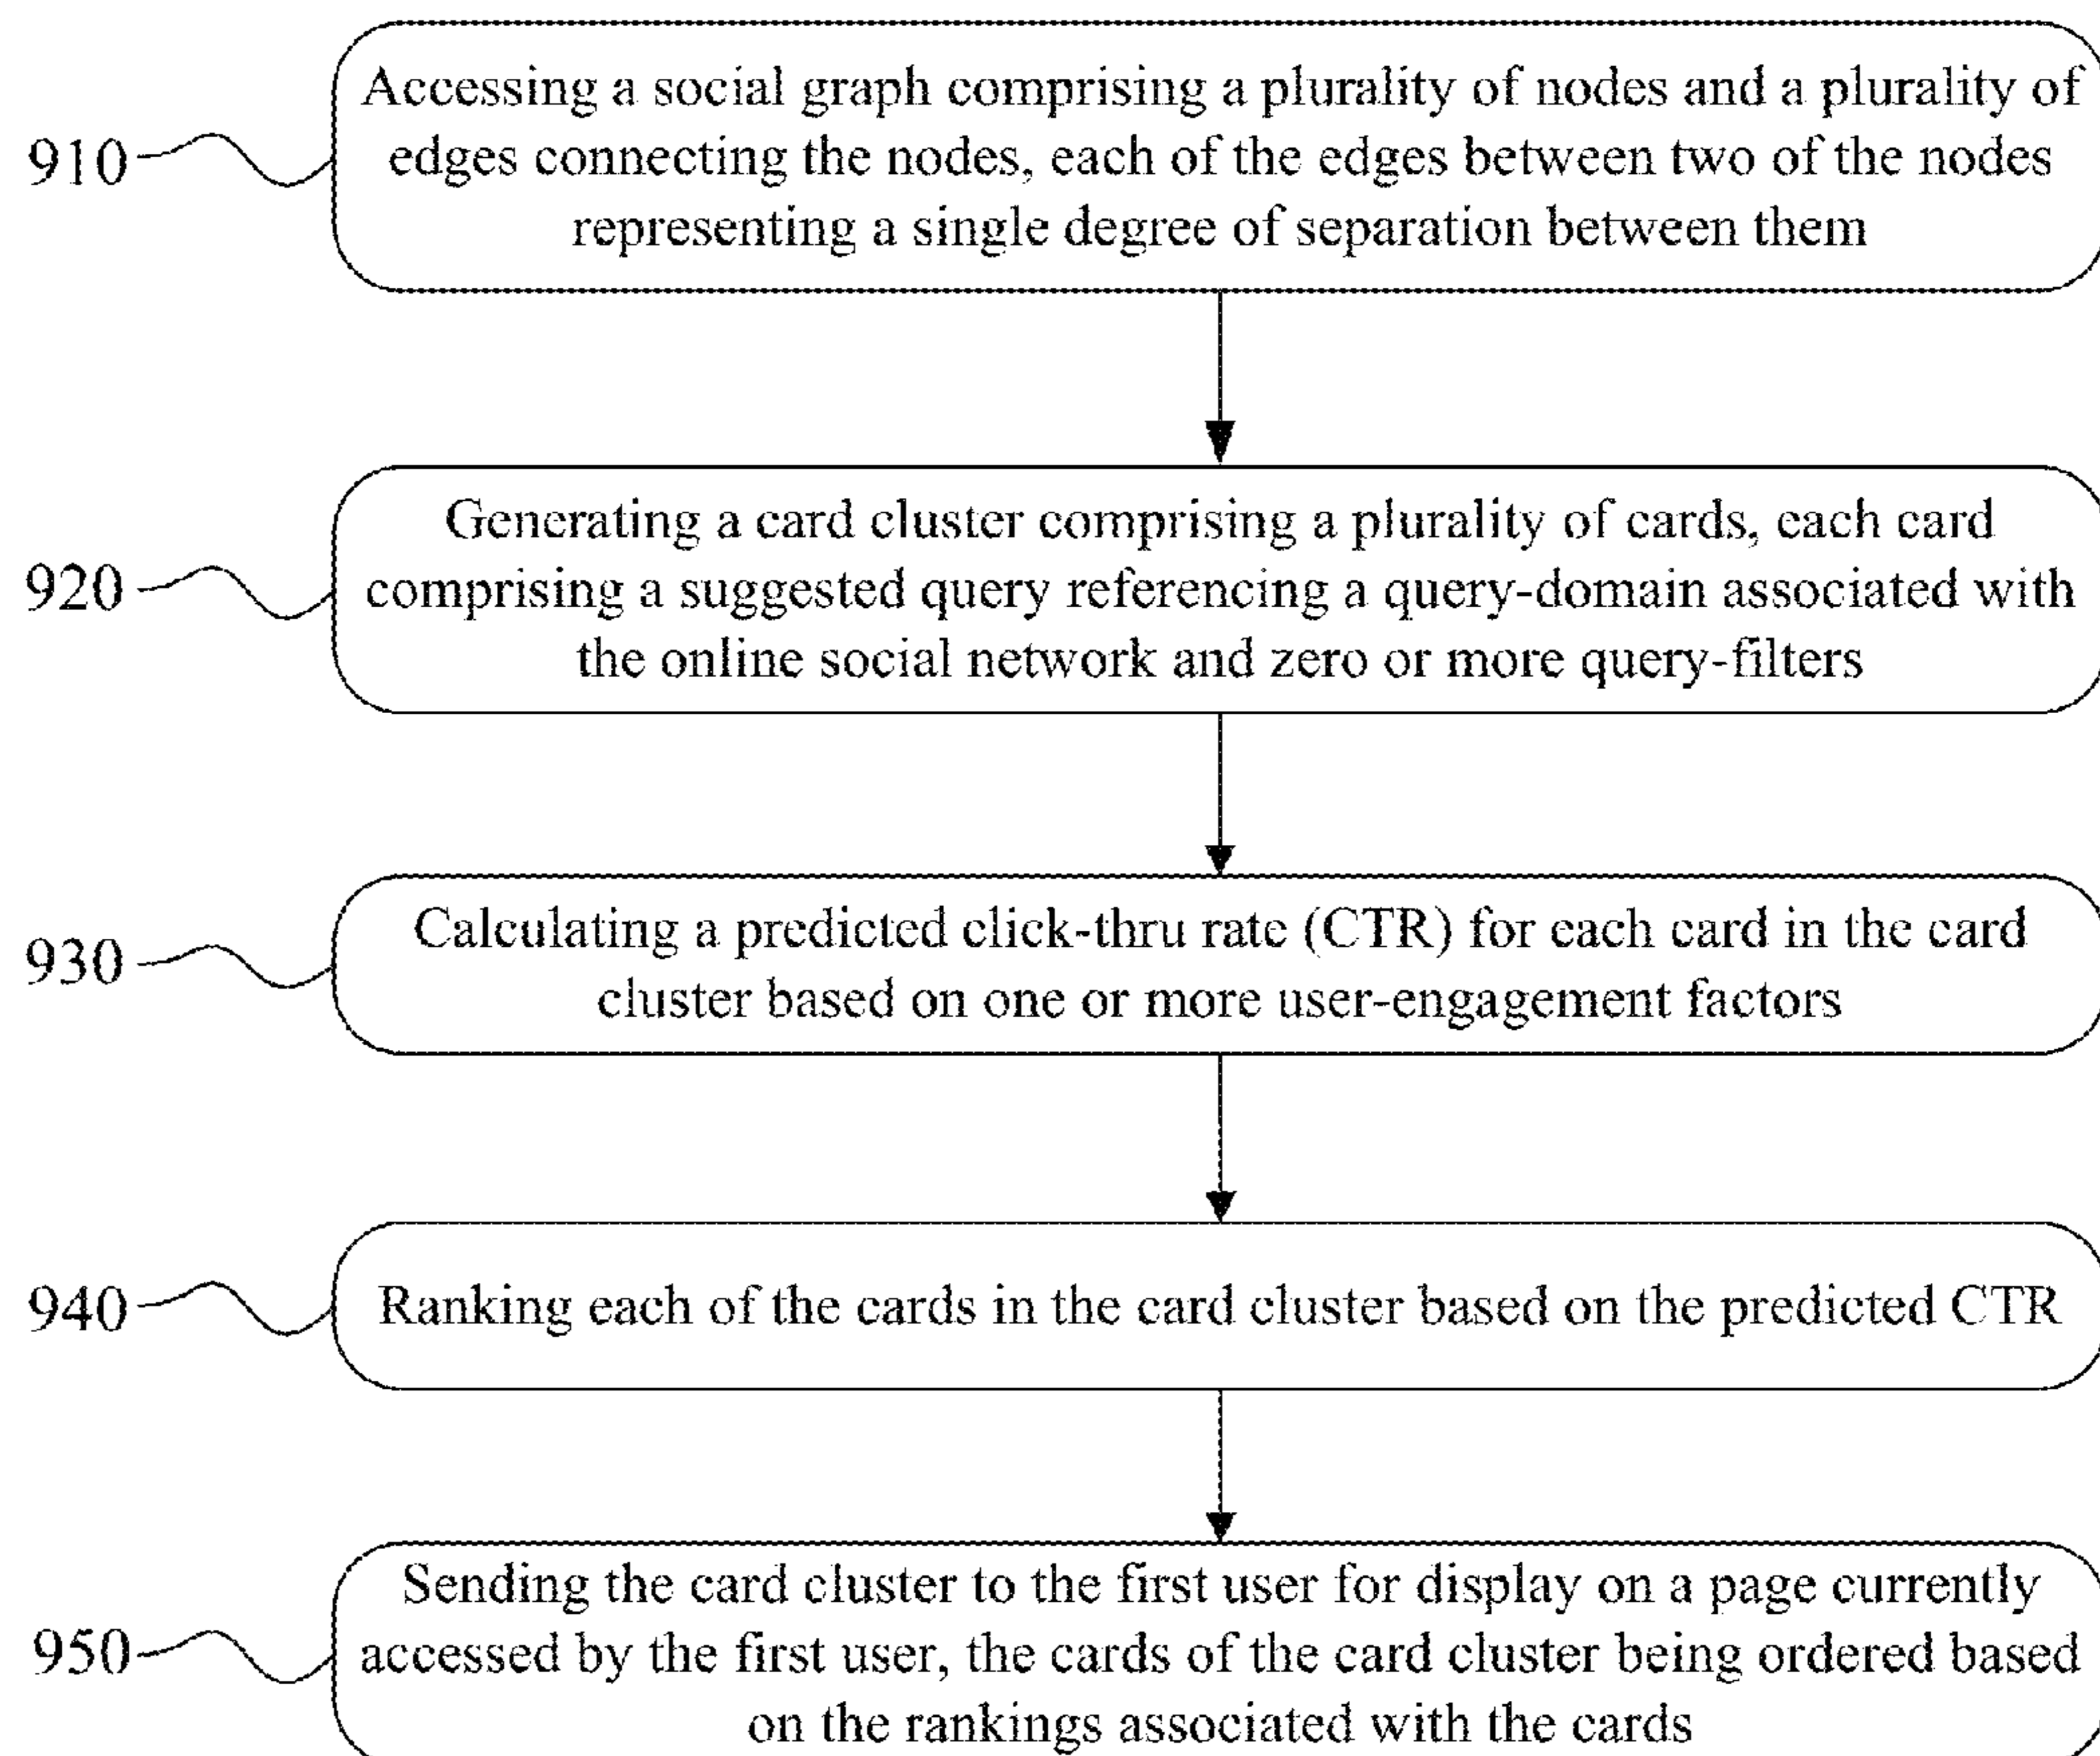 Accessing a social graph comprising a plurality of nodes and a plurality of
910
edges connecting the nodes, each of the edges between two of the nodes
representing a single degree of separation between them
Generating a card cluster comprising a plurality of cards, each card
920
comprising a suggested query referencing a query-domain associated with
the online social network and zero or more query-filters
Calculating a predicted click-thru rate (CTR) for each card in the card
930
cluster based on one or more user-engagement factors
940
Ranking each of the cards in the card cluster based on the predicted CTR
Sending the card cluster to the first user for display on a page currently
950
accessed by the first user, the cards of the card cluster being ordered based
on the rankings associated with the cards